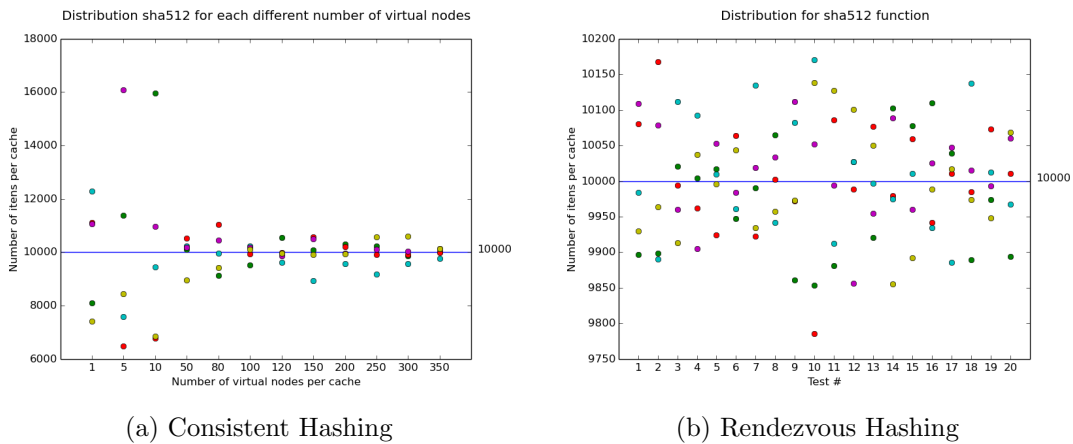 Distribution sha512 for each different number of virtual nodes
18000
16000
14000
12000
10000
8000
6000
Number of itens per cache
10000
1 5 10 50 80 100 120 150 200 250 300 350
Number of virtual nodes per cache
(a) Consistent Hashing
Distribution for sha512 function
10200
10150
10100
10050
10000
9950
9900
9850
9800
9750
Number of itens per cache
10000
1 2 3 4 5 6 7 8 9 10 11 12 13 14 15 16 17 18 19 20
Test #
(b) Rendezvous Hashing